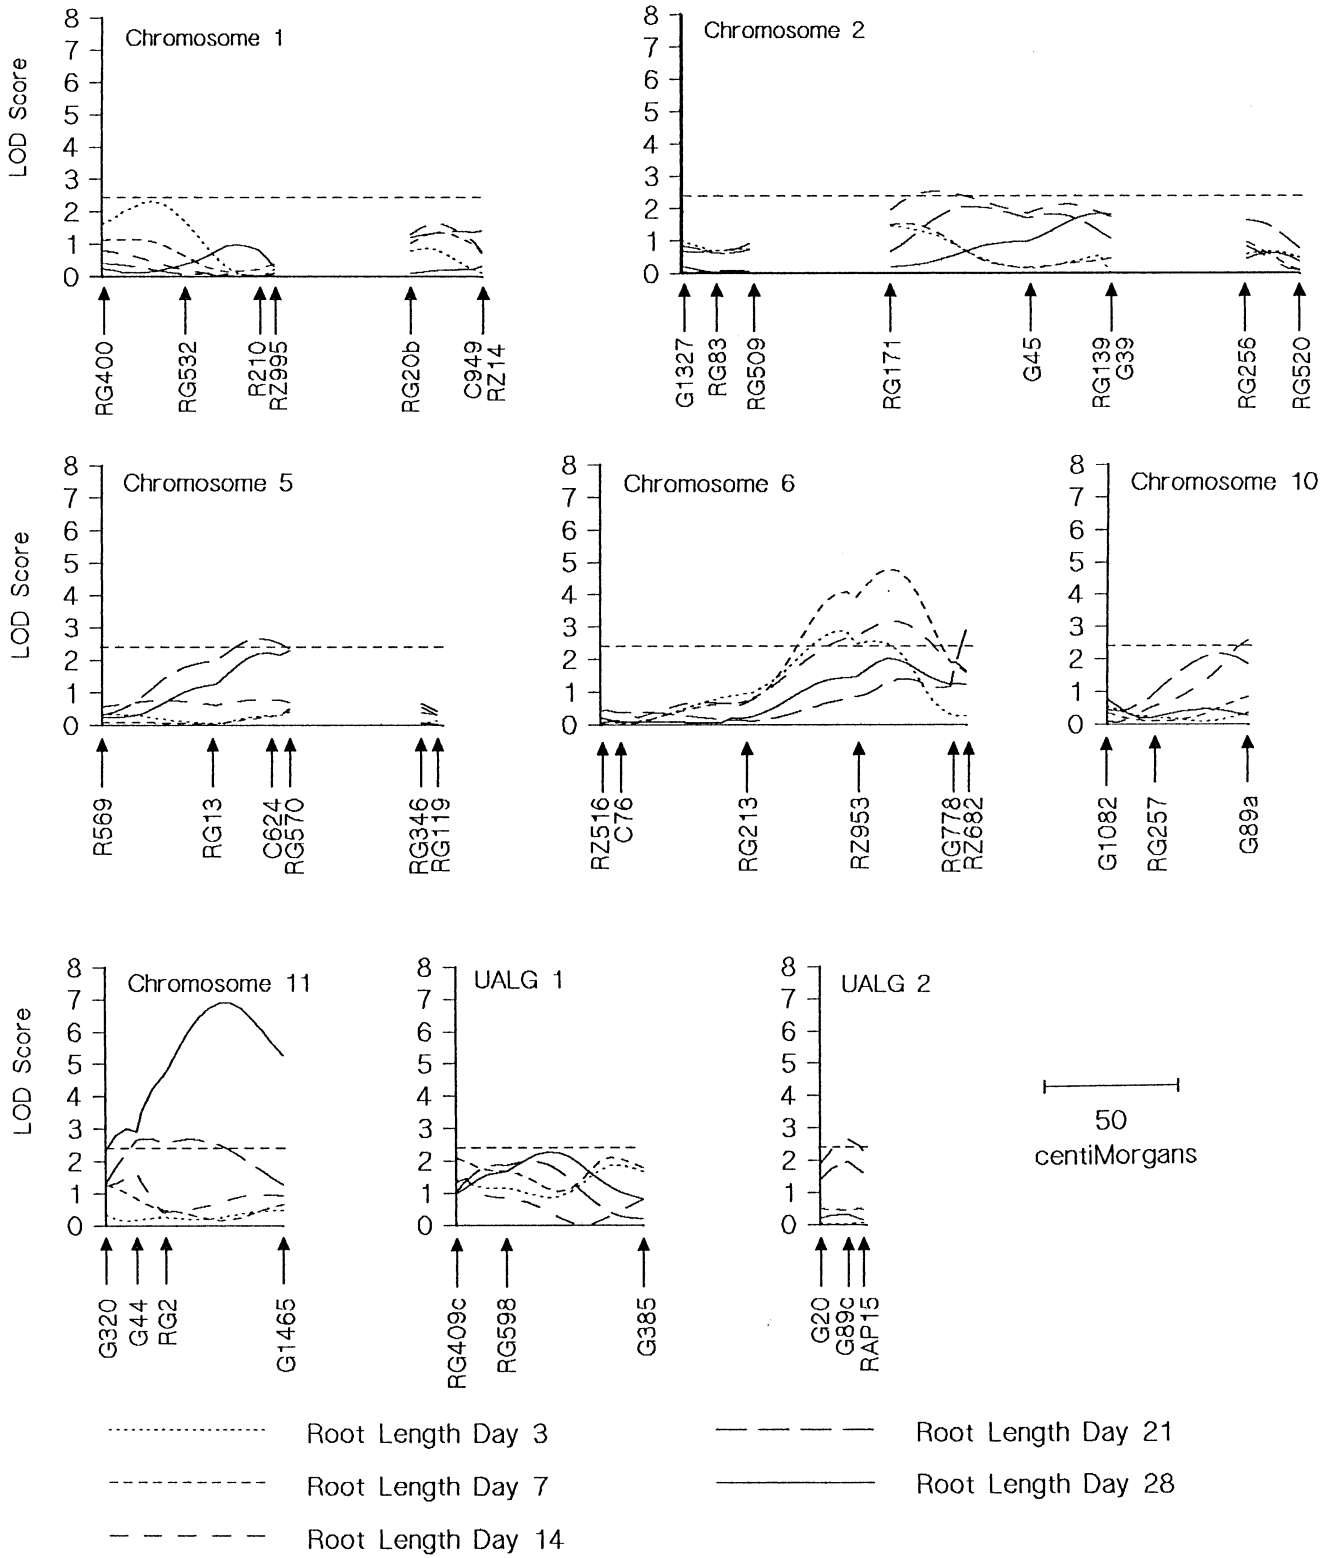 Chromosome 1
LOD Score
8
7
6
5
4
3
2
1
0
RG400
RG532
R210
RZ995
RG20b
C949
RZ14
Chromosome 2
8
7
6
5
4
3
2
1
0
G1327
RG83
RG509
RG171
G45
RG139
G39
RG256
RG520
Chromosome 5
LOD Score
8
7
6
5
4
3
2
1
0
R569
RG13
C624
RG570
RG346
RG119
Chromosome 6
8
7
6
5
4
3
2
1
0
RZ516
C76
RG213
RZ953
RG778
RZ682
Chromosome 10
8
7
6
5
4
3
2
1
0
G1082
RG257
G89a
Chromosome 11
LOD Score
8
7
6
5
4
3
2
1
0
G320
G44
RG2
G1465
UALG 1
8
7
6
5
4
3
2
1
0
RG409c
RG598
G385
UALG 2
8
7
6
5
4
3
2
1
0
G20
G89c
RAP15
50
centiMorgans
Root Length Day 3
Root Length Day 7
Root Length Day 14
Root Length Day 21
Root Length Day 28